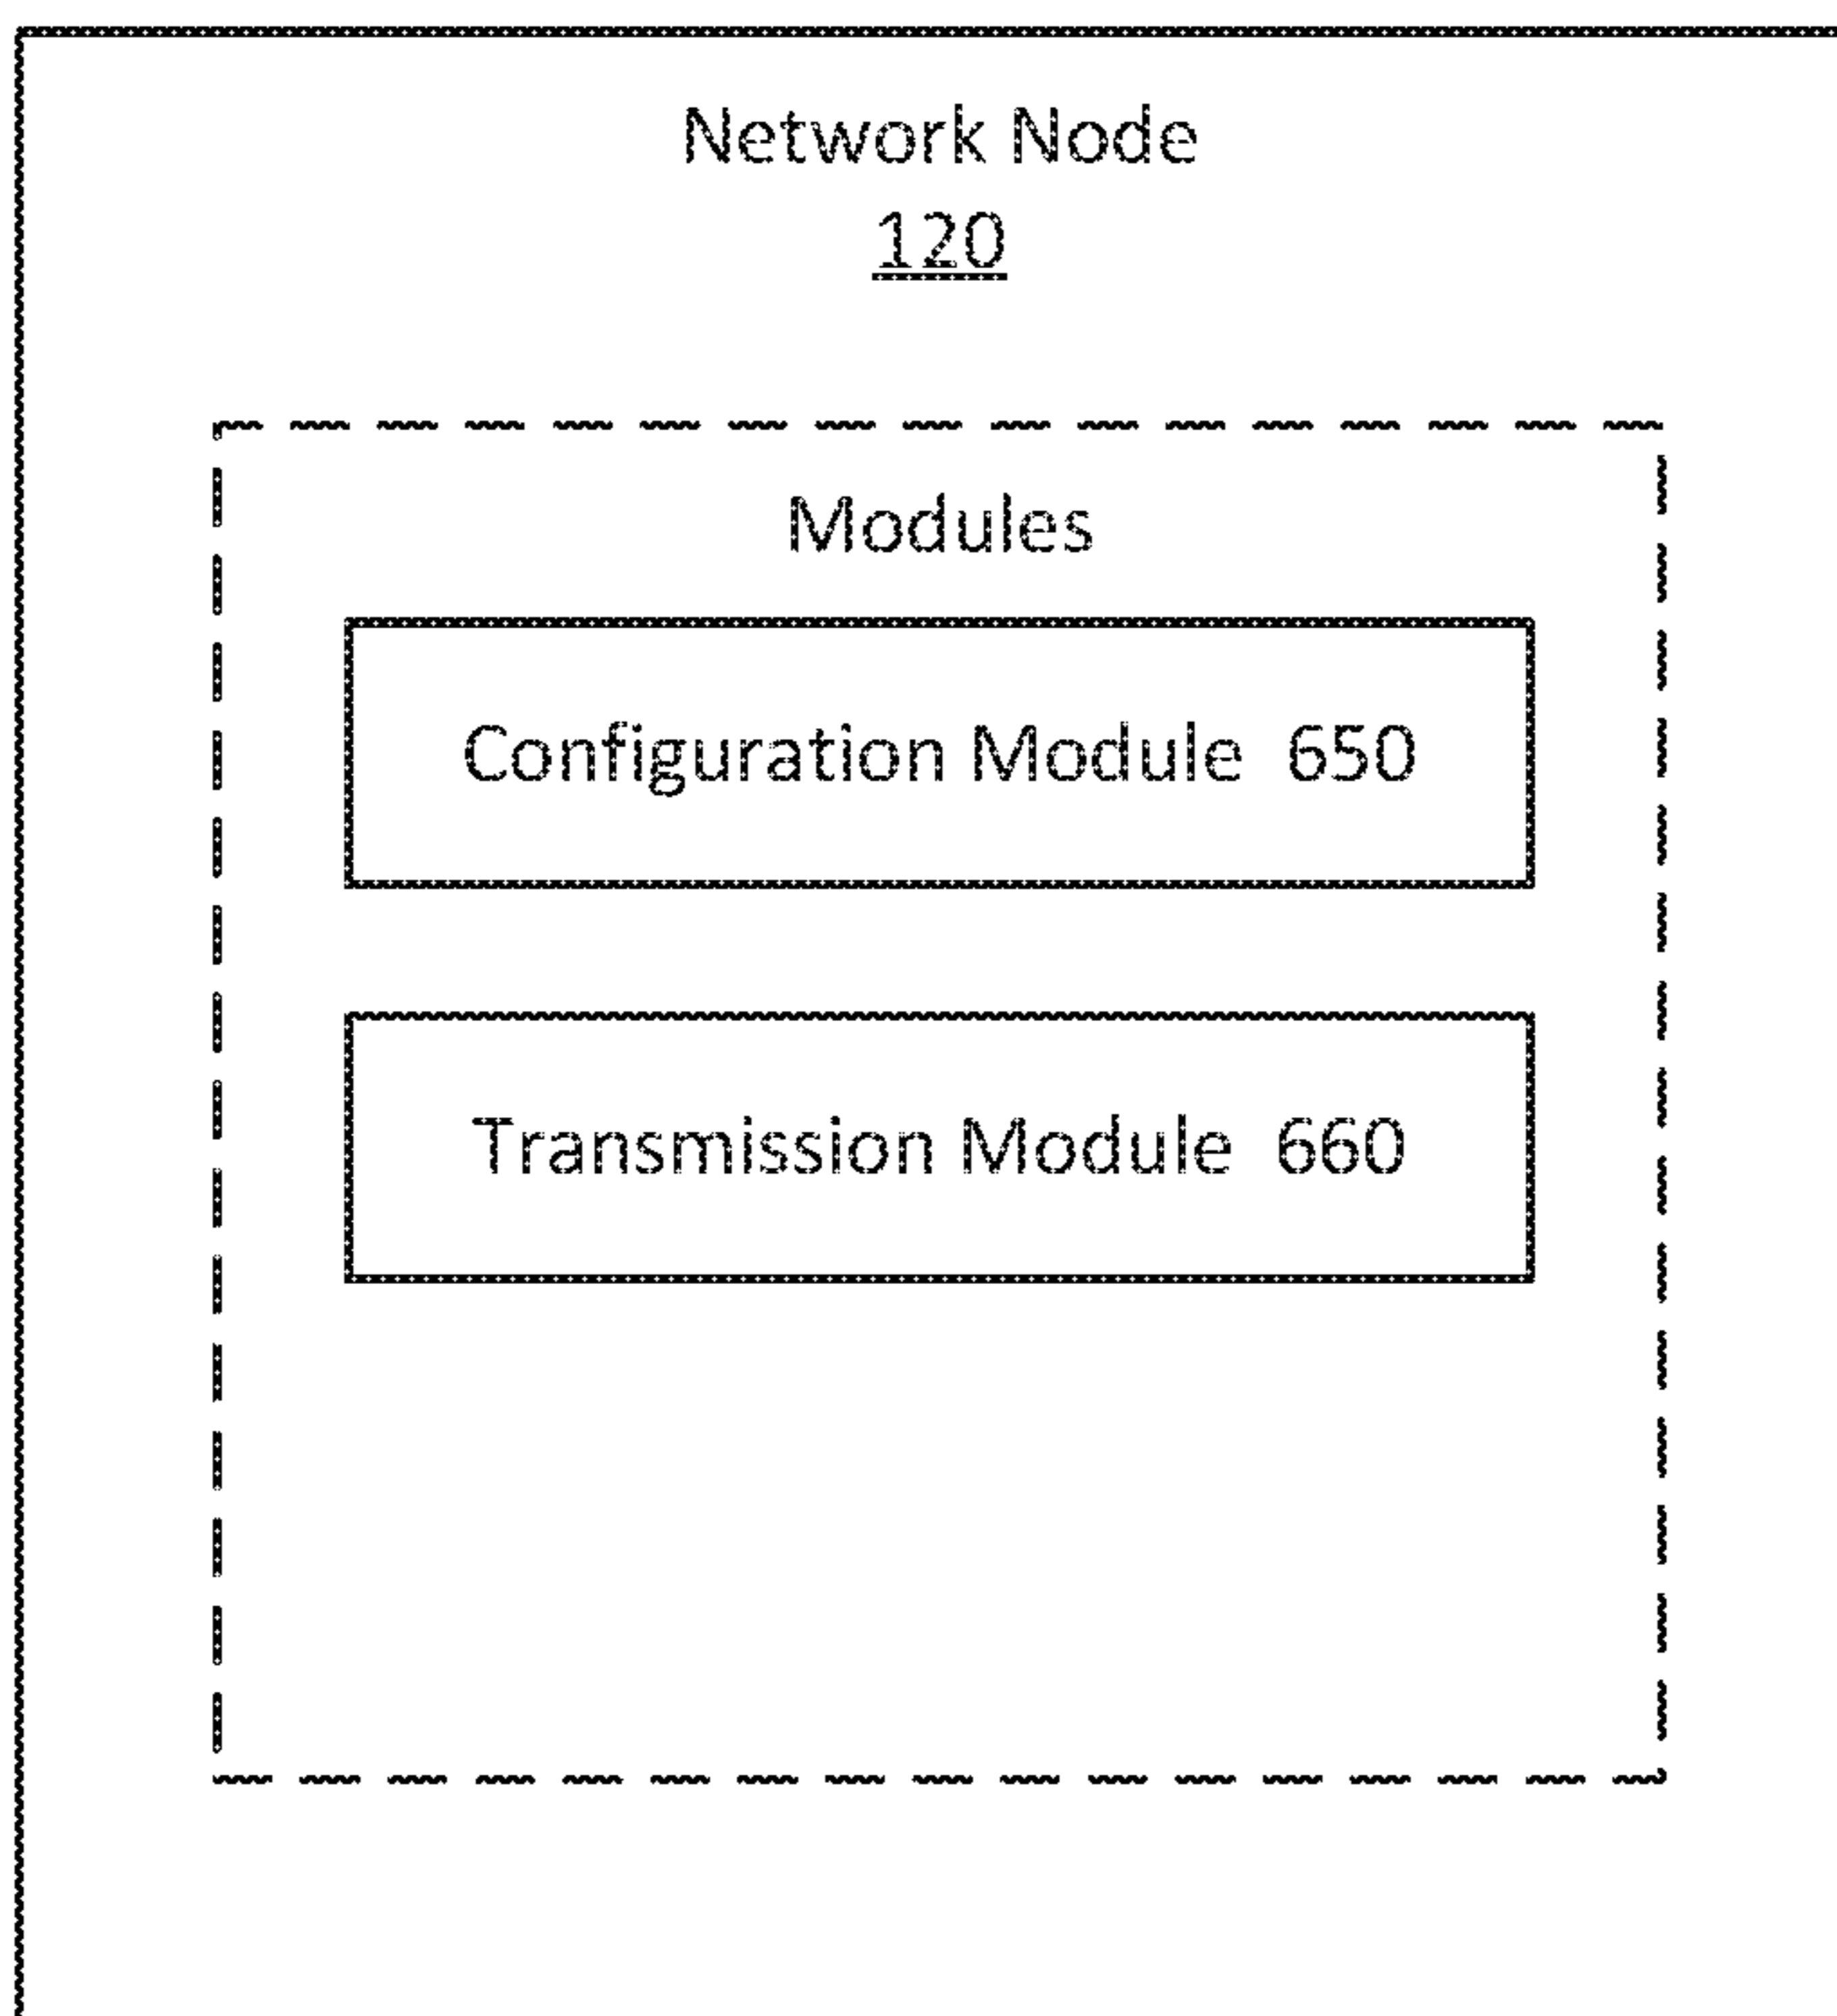 Network Node
120
Modules
Configuration Module 650
Transmission Module 660